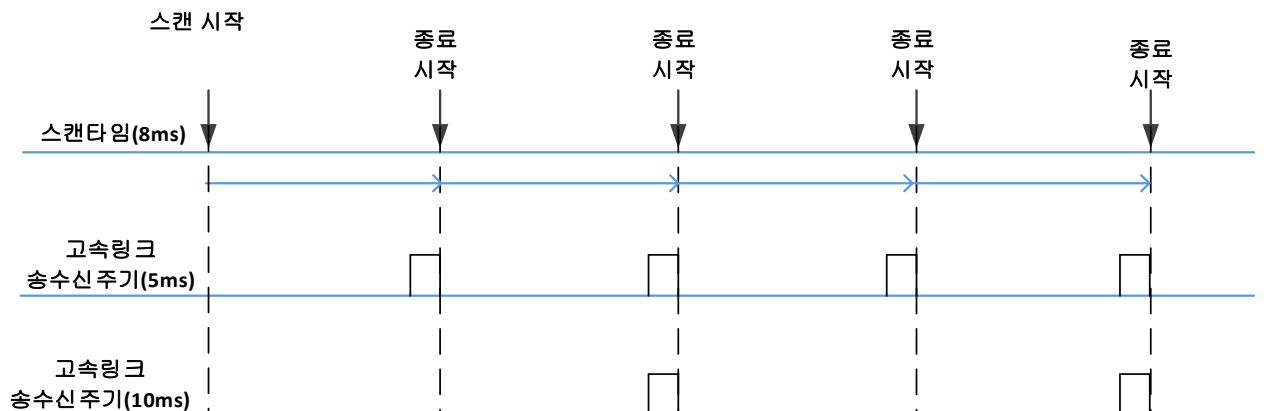 스캔 시작
종료
시작
종료
시작
종료
시작
종료
시작
스캔타임(8ms)
고속링크
송수신주기(5ms)
고속링크
송수신주기(10ms)